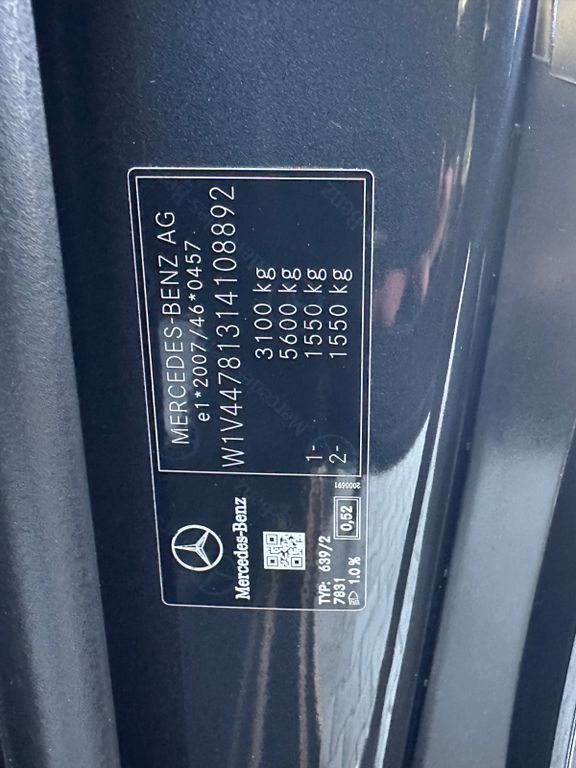 MERCEDES-BENZ AG
e1*2007/46*0457
W1V44781314108892
3100 kg
5600 kg
1- 1550 kg
2- 1550 kg
Mercedes-Benz
2000591
TYP: 639/2
7831 0,52
1.0 %